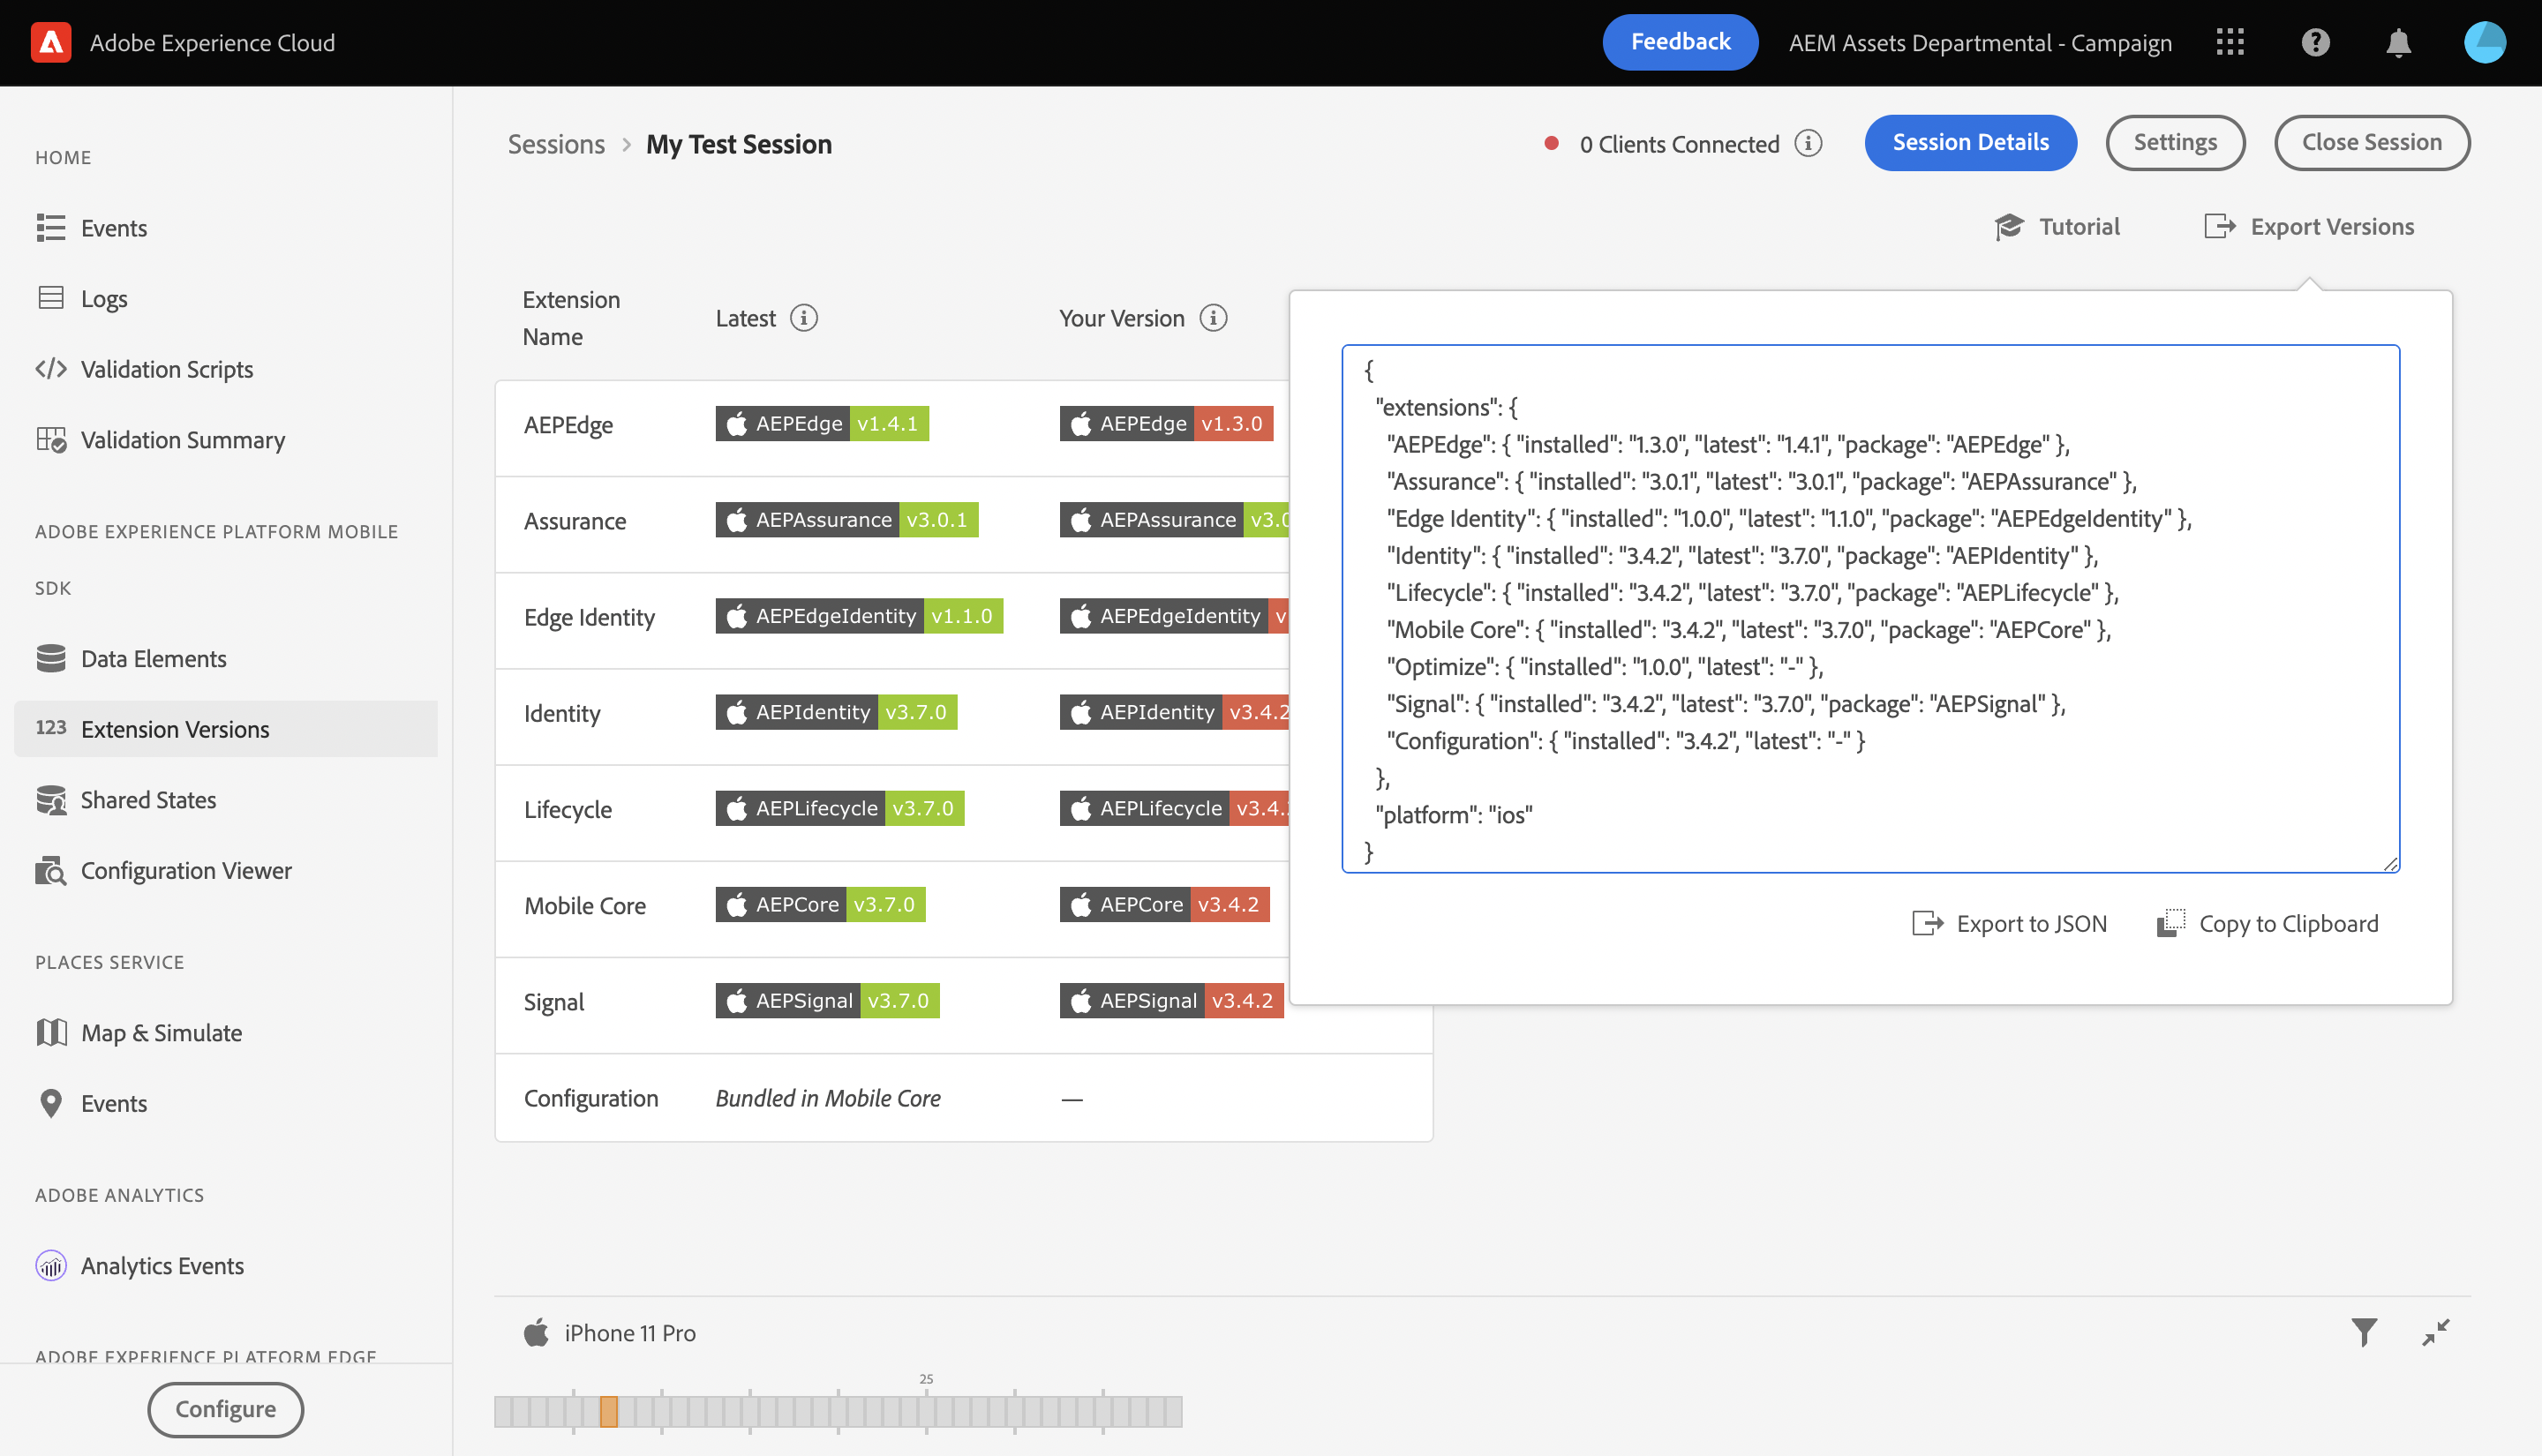 Adobe Experience Cloud
Feedback
AEM Assets Departmental - Campaign
HOME
Events
Logs
Validation Scripts
Validation Summary
ADOBE EXPERIENCE PLATFORM MOBILE
SDK
Data Elements
123 Extension Versions
Shared States
Configuration Viewer
PLACES SERVICE
Map & Simulate
Events
ADOBE ANALYTICS
Analytics Events
ADOBE EXPERIENCE PLATFORM EDGE
Configure
Sessions > My Test Session
0 Clients Connected
Session Details
Settings
Close Session
Tutorial
Export Versions
Extension
Name
Latest
Your Version
AEPEdge AEPEdge v1.4.1 AEPEdge v1.3.0
Assurance AEPAssurance v3.0.1 AEPAssurance v3.0
Edge Identity AEPEdgeIdentity v1.1.0 AEPEdgeIdentity v
Identity AEPIdentity v3.7.0 AEPIdentity v3.4.2
Lifecycle AEPLifecycle v3.7.0 AEPLifecycle v3.4.
Mobile Core AEPCore v3.7.0 AEPCore v3.4.2
Signal AEPSignal v3.7.0 AEPSignal v3.4.2
Configuration Bundled in Mobile Core —
{
"extensions": {
"AEPEdge": { "installed": "1.3.0", "latest": "1.4.1", "package": "AEPEdge" },
"Assurance": { "installed": "3.0.1", "latest": "3.0.1", "package": "AEPAssurance" },
"Edge Identity": { "installed": "1.0.0", "latest": "1.1.0", "package": "AEPEdgeIdentity" },
"Identity": { "installed": "3.4.2", "latest": "3.7.0", "package": "AEPIdentity" },
"Lifecycle": { "installed": "3.4.2", "latest": "3.7.0", "package": "AEPLifecycle" },
"Mobile Core": { "installed": "3.4.2", "latest": "3.7.0", "package": "AEPCore" },
"Optimize": { "installed": "1.0.0", "latest": "-" },
"Signal": { "installed": "3.4.2", "latest": "3.7.0", "package": "AEPSignal" },
"Configuration": { "installed": "3.4.2", "latest": "-" }
},
"platform": "ios"
}
Export to JSON
Copy to Clipboard
iPhone 11 Pro
25